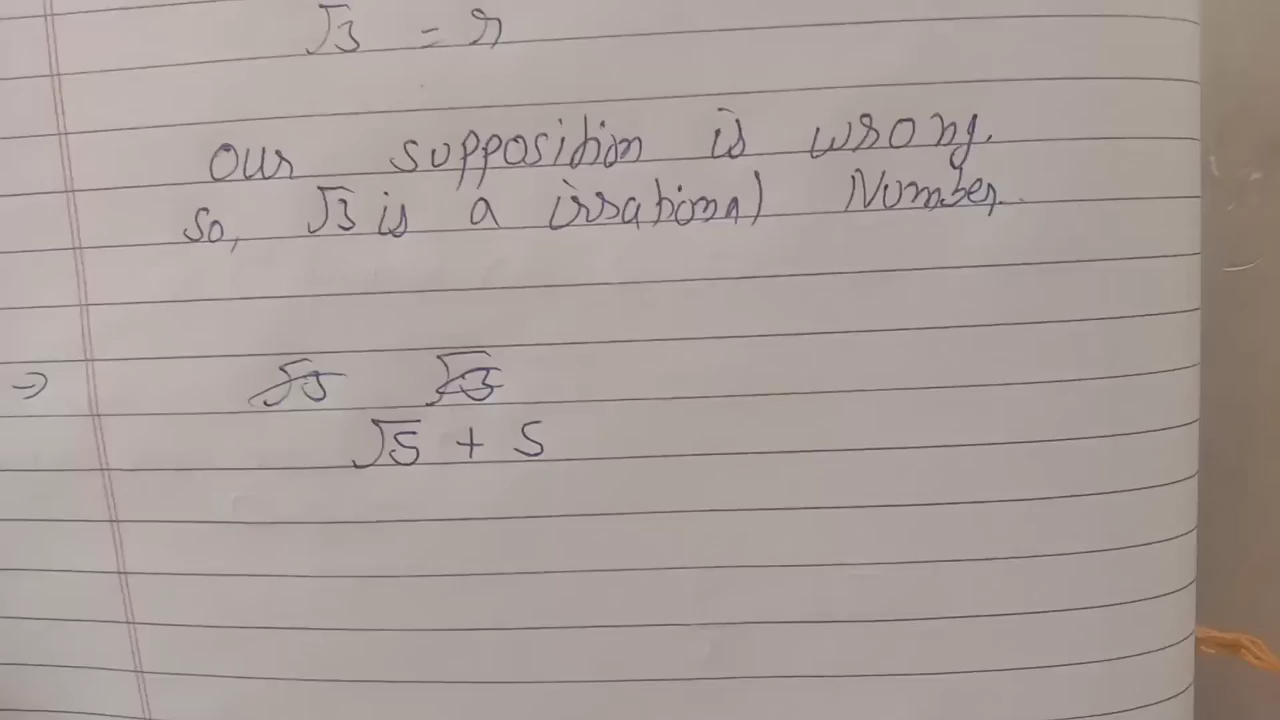 √3 = r
Our supposition is wrong.
So, √3 is a irrational Number.
⇒ √5 √3
√5 + 5